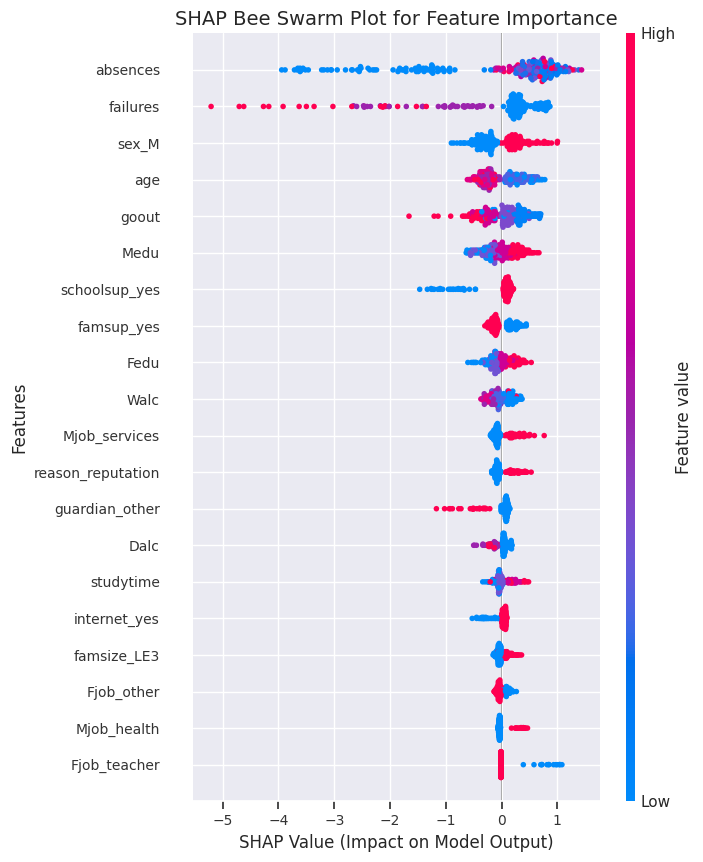 SHAP Bee Swarm Plot for Feature Importance
High
absences
failures
sex_M
age
goout
Medu
schoolsup_yes
famsup_yes
Fedu
Walc
Mjob_services
reason_reputation
guardian_other
Dalc
studytime
internet_yes
famsize_LE3
Fjob_other
Mjob_health
Fjob_teacher
Features
Feature value
Low
−5 −4 −3 −2 −1 0 1
SHAP Value (Impact on Model Output)